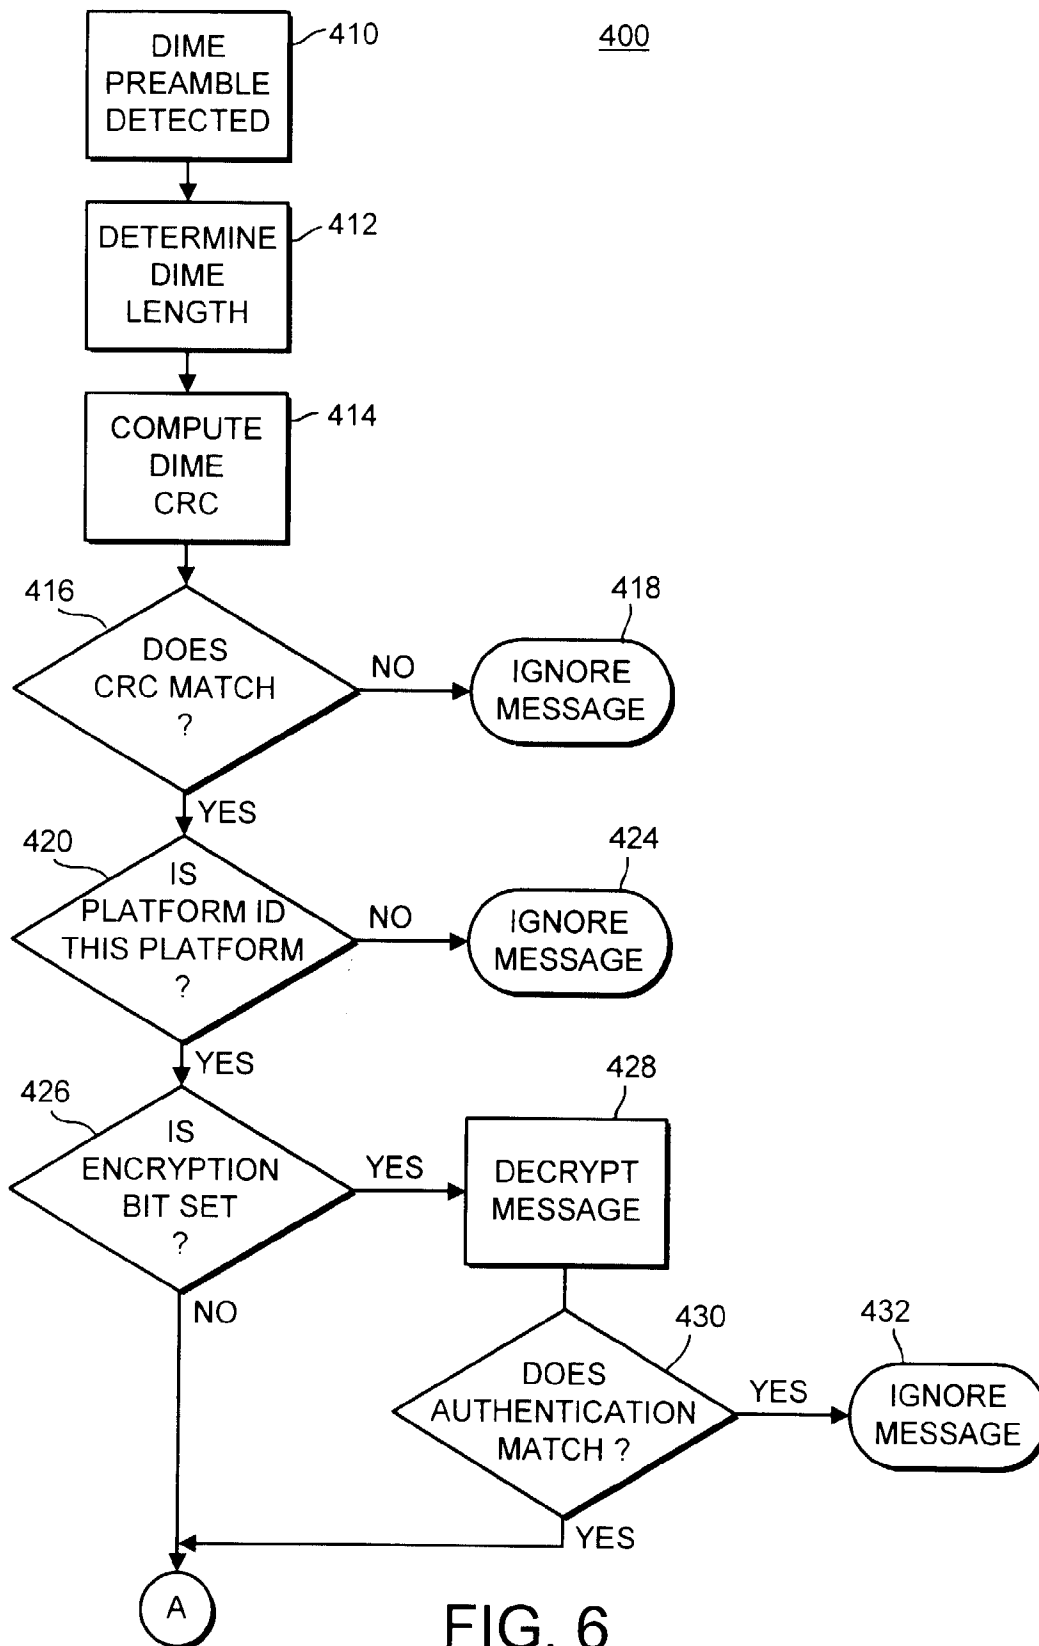 410
400
DIME
PREAMBLE
DETECTED
412
DETERMINE
DIME
LENGTH
414
COMPUTE
DIME
CRC
416
418
DOES
CRC MATCH
?
NO
IGNORE
MESSAGE
YES
420
424
IS
PLATFORM ID
THIS PLATFORM
?
NO
IGNORE
MESSAGE
YES
426
428
IS
ENCRYPTION
BIT SET
?
YES
DECRYPT
MESSAGE
NO
430
432
DOES
AUTHENTICATION
MATCH ?
YES
IGNORE
MESSAGE
YES
A
FIG. 6